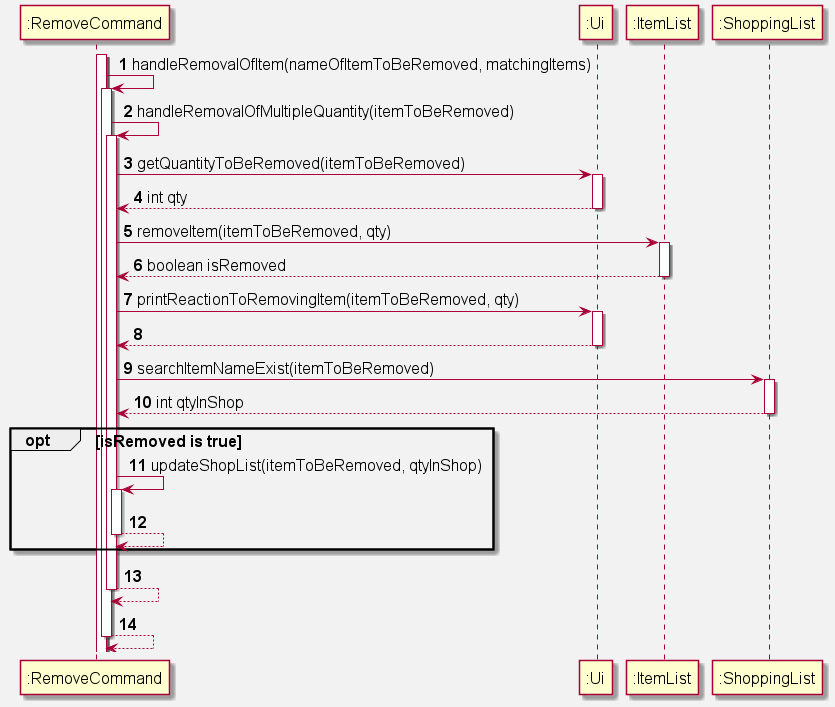 :RemoveCommand :Ui :ItemList :ShoppingList
1 handleRemovalOfItem(nameOfItemToBeRemoved, matchingItems)
2 handleRemovalOfMultipleQuantity(itemToBeRemoved)
3 getQuantityToBeRemoved(itemToBeRemoved)
4 int qty
5 removeItem(itemToBeRemoved, qty)
6 boolean isRemoved
7 printReactionToRemovingItem(itemToBeRemoved, qty)
8
9 searchItemNameExist(itemToBeRemoved)
10 int qtyInShop
opt [isRemoved is true]
11 updateShopList(itemToBeRemoved, qtyInShop)
12
13
14
:RemoveCommand :Ui :ItemList :ShoppingList